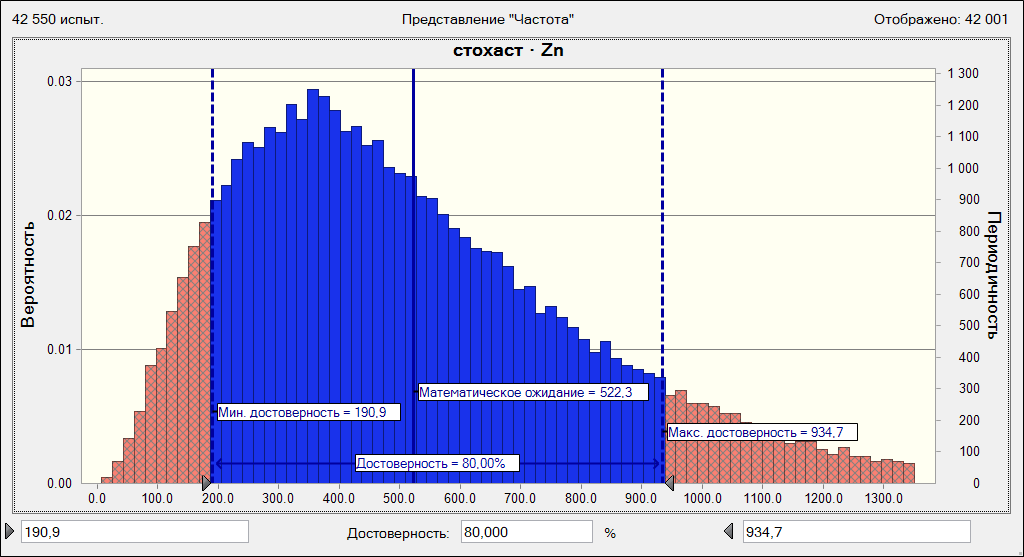 42 550 испыт.
Представление "Частота"
Отображено: 42 001
стохаст · Zn
Вероятность
0.03
0.02
0.01
0.00
1 300
1 200
1 100
1 000
900
800
700
600
500
400
300
200
100
0
Периодичность
Математическое ожидание = 522,3
Мин. достоверность = 190,9
Макс. достоверность = 934,7
Достоверность = 80,00%
0.0 100.0 200.0 300.0 400.0 500.0 600.0 700.0 800.0 900.0 1000.0 1100.0 1200.0 1300.0
190,9
Достоверность: 80,000 %
934,7